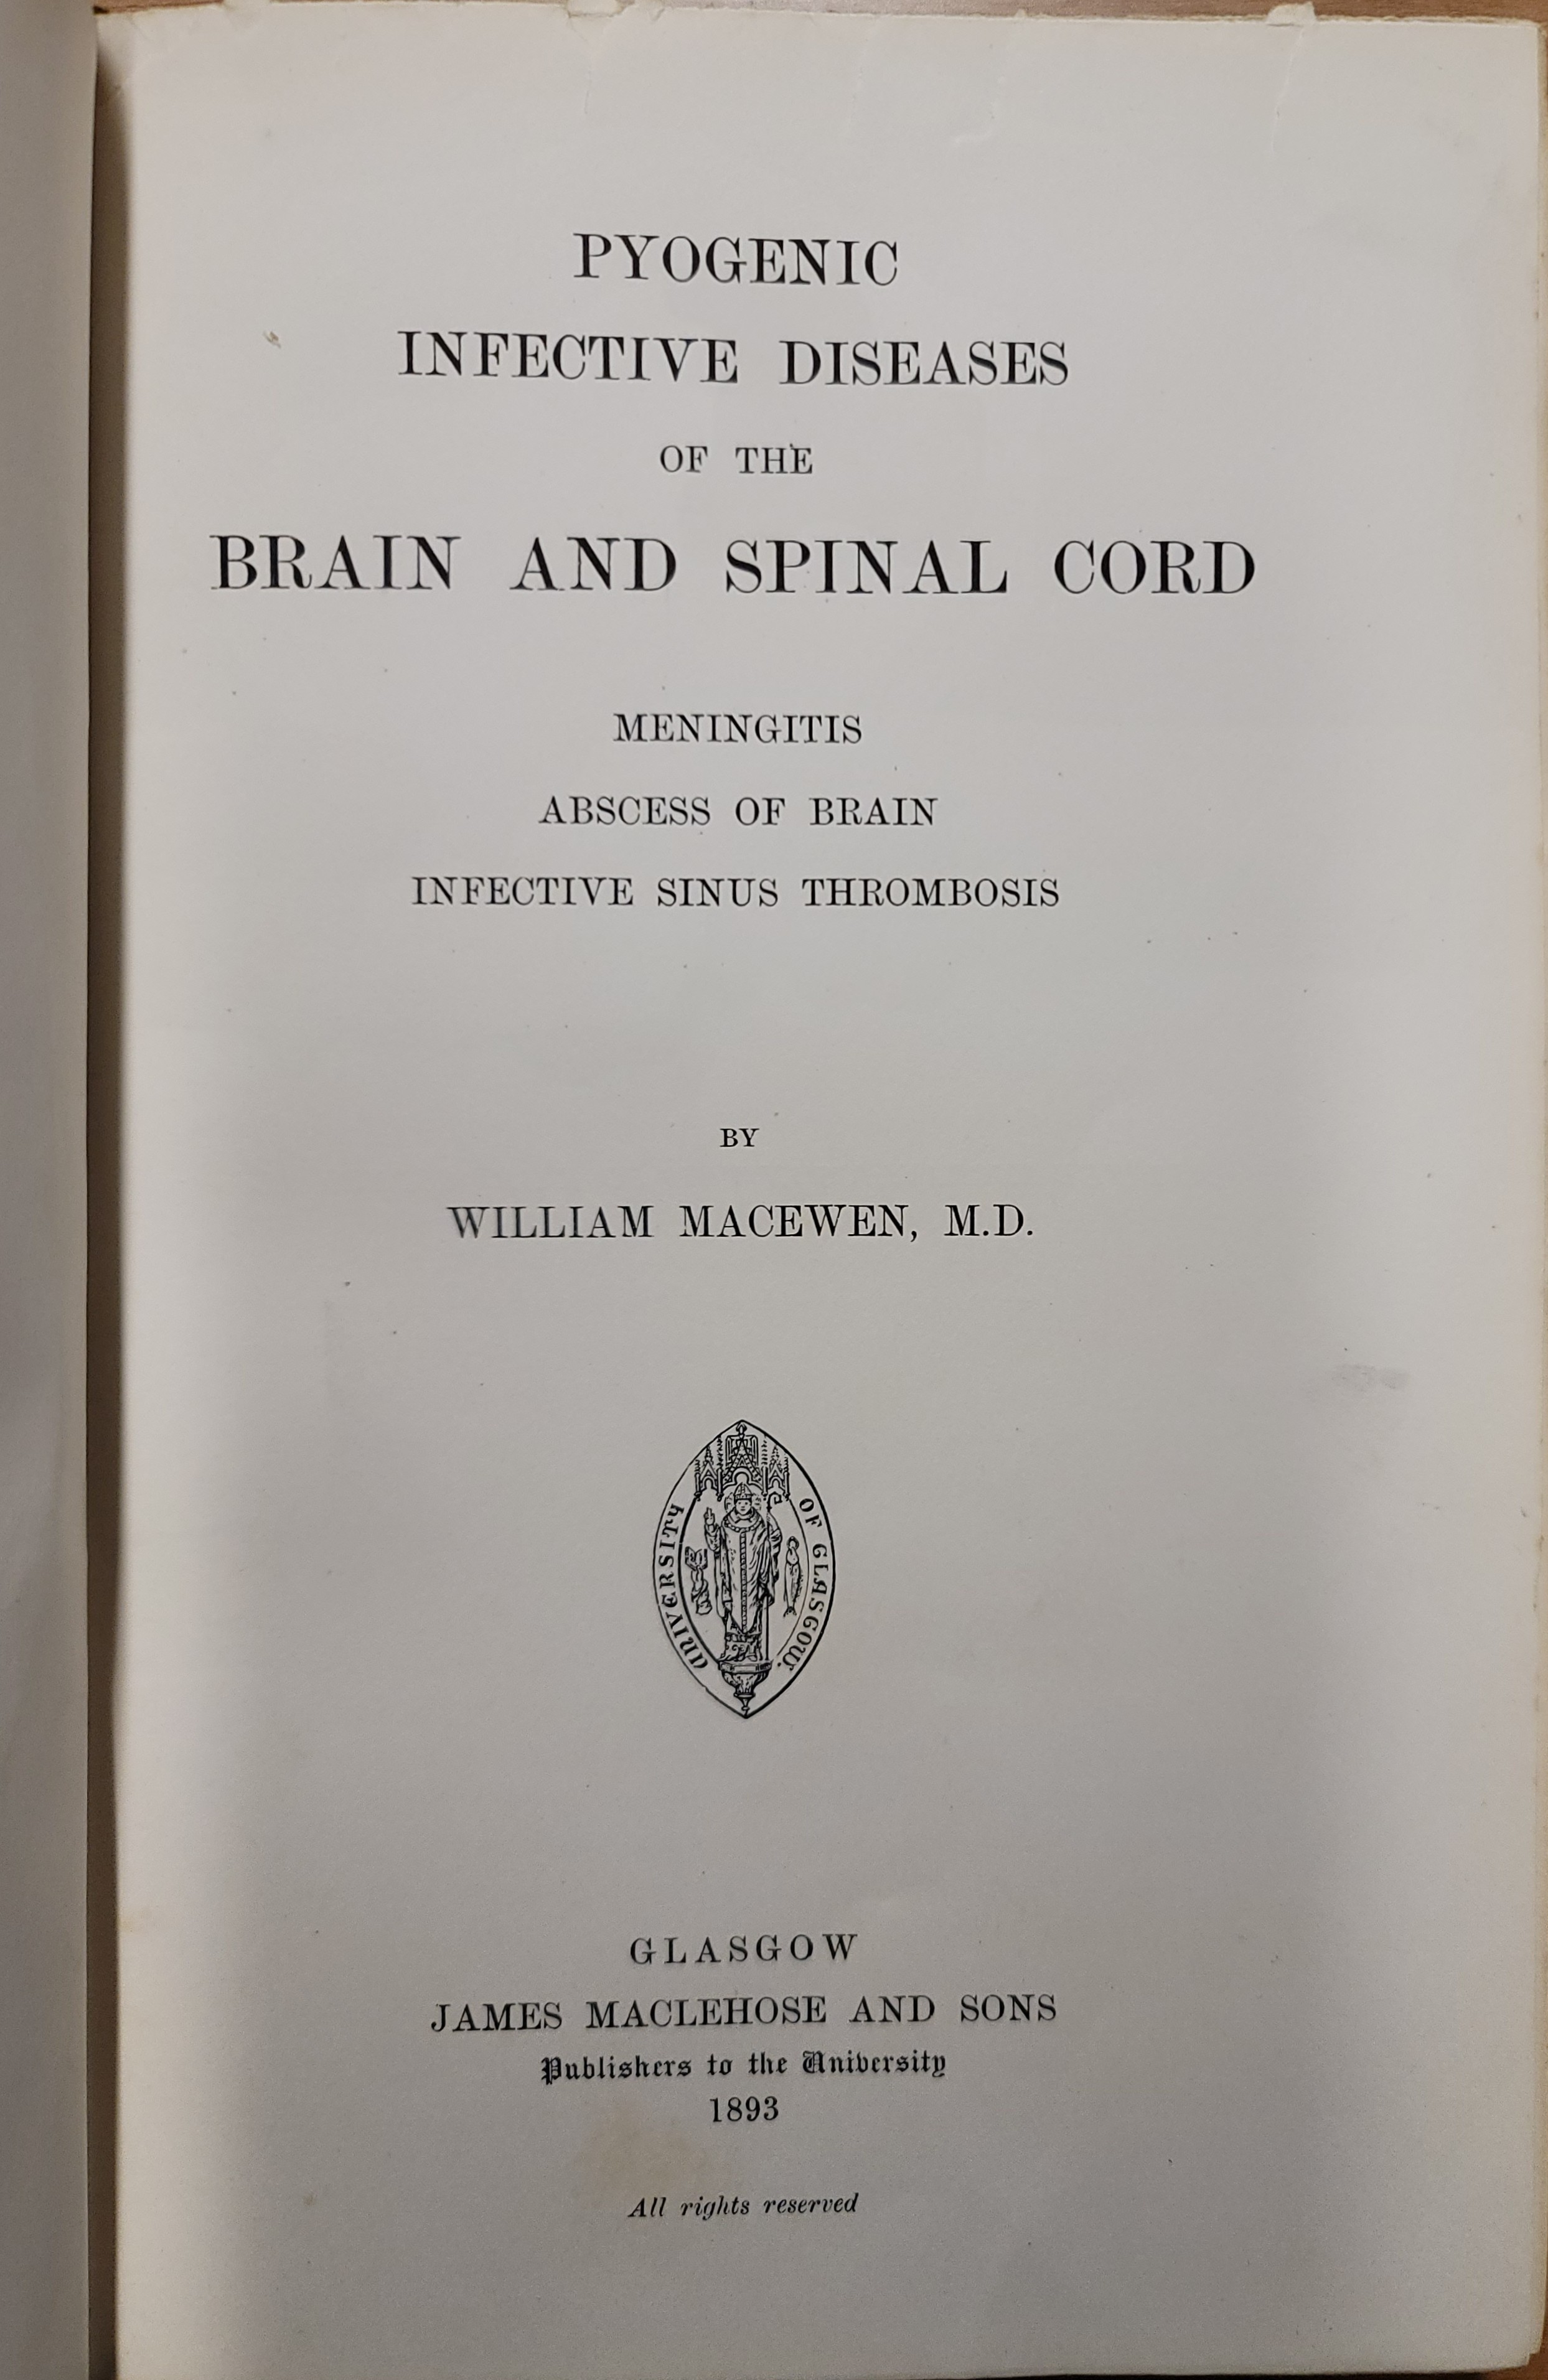 PYOGENIC
INFECTIVE DISEASES
OF THE
BRAIN AND SPINAL CORD
MENINGITIS
ABSCESS OF BRAIN
INFECTIVE SINUS THROMBOSIS
BY
WILLIAM MACEWEN, M.D.
UNIVERSITY OF GLASGOW.
GLASGOW
JAMES MACLEHOSE AND SONS
Publishers to the University
1893
All rights reserved